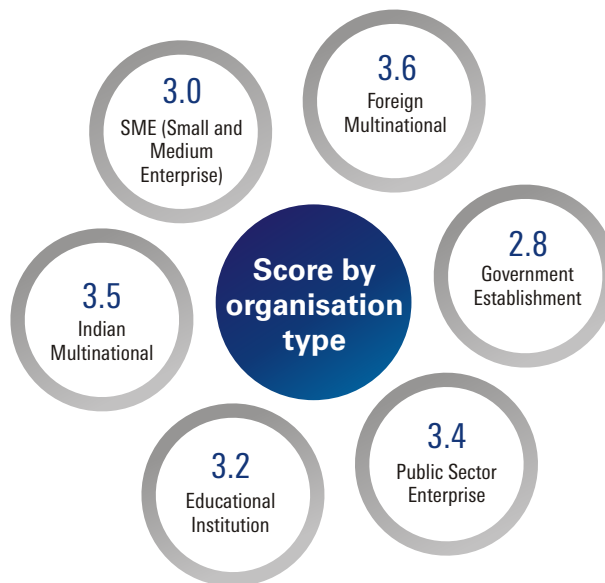 3.0
SME (Small and
Medium
Enterprise)
3.6
Foreign
Multinational
2.8
Government
Establishment
3.5
Indian
Multinational
Score by
organisation
type
3.4
Public Sector
Enterprise
3.2
Educational
Institution